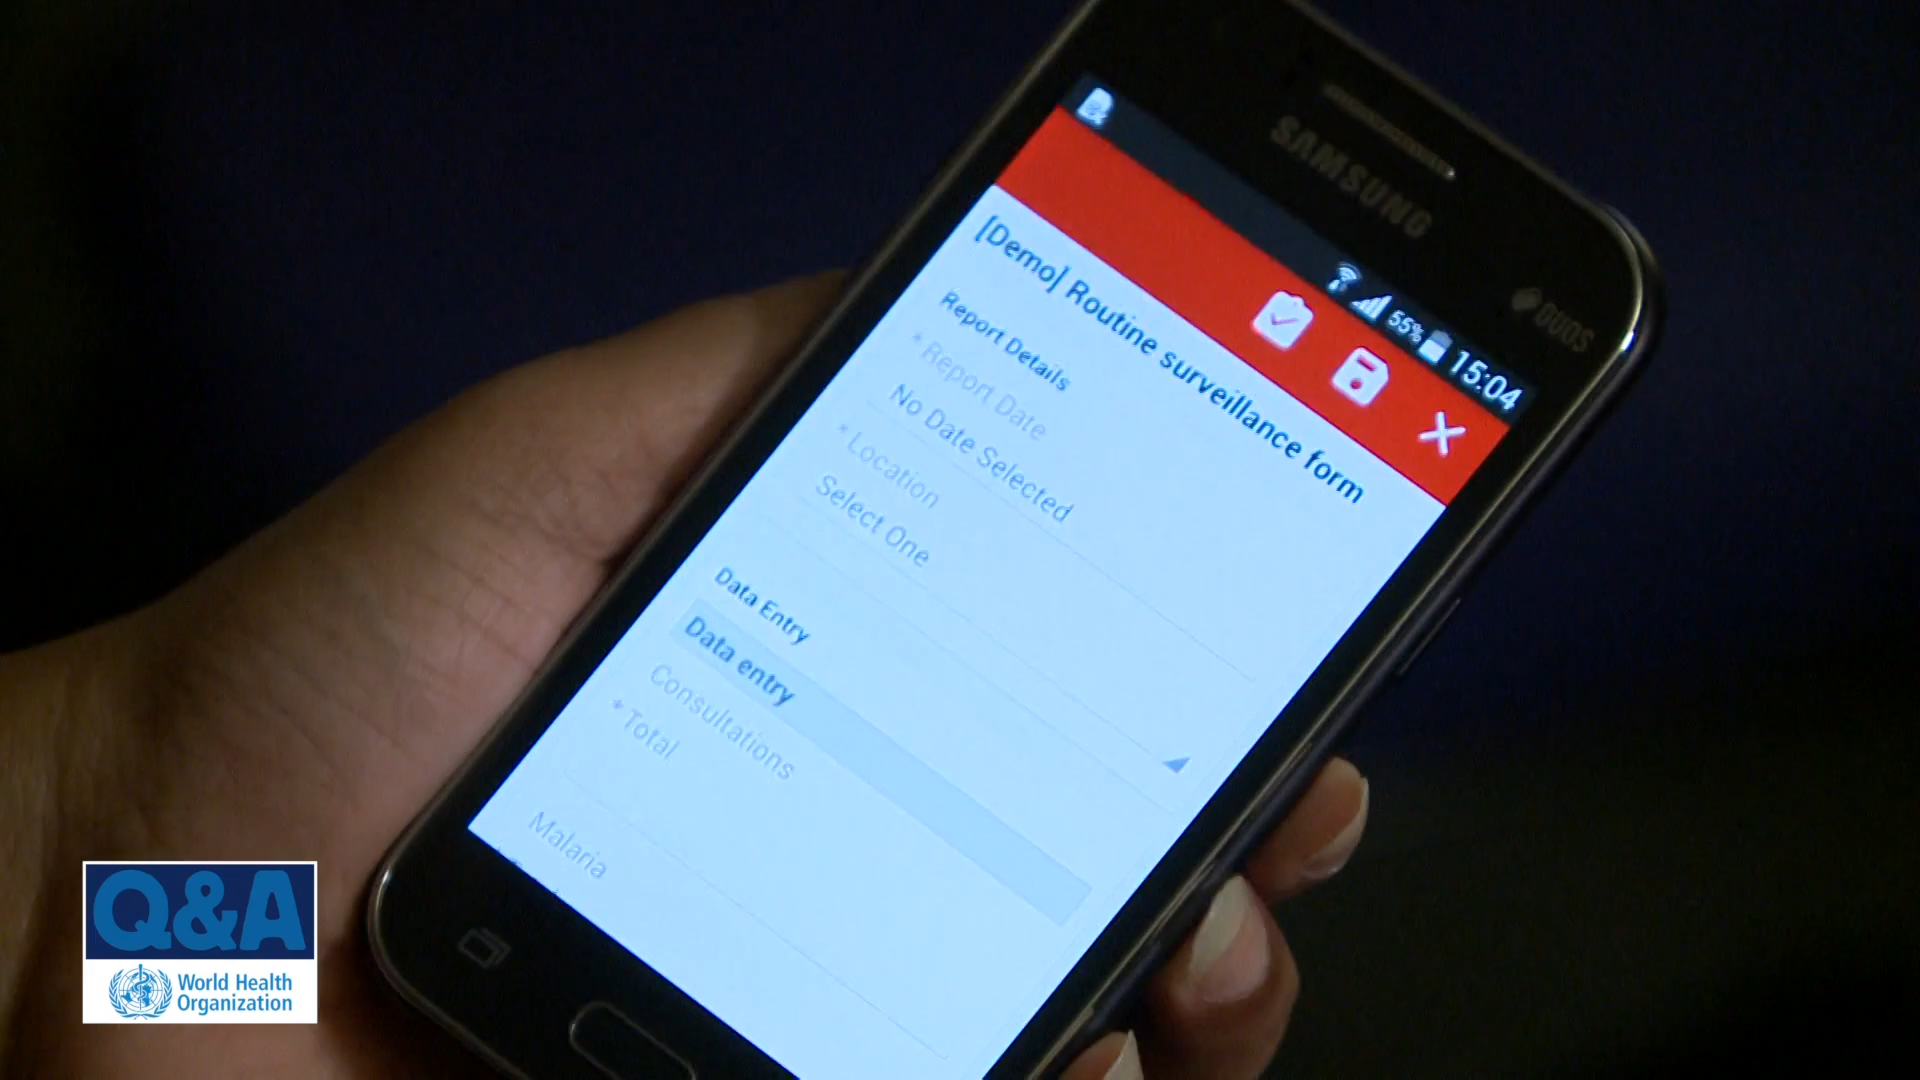 SAMSUNG
DUOS
55% 15:04
[Demo] Routine surveillance form
Report Details
* Report Date
No Date Selected
* Location
Select One
Data Entry
Data entry
Consultations
* Total
Malaria
Q&A
World Health
Organization